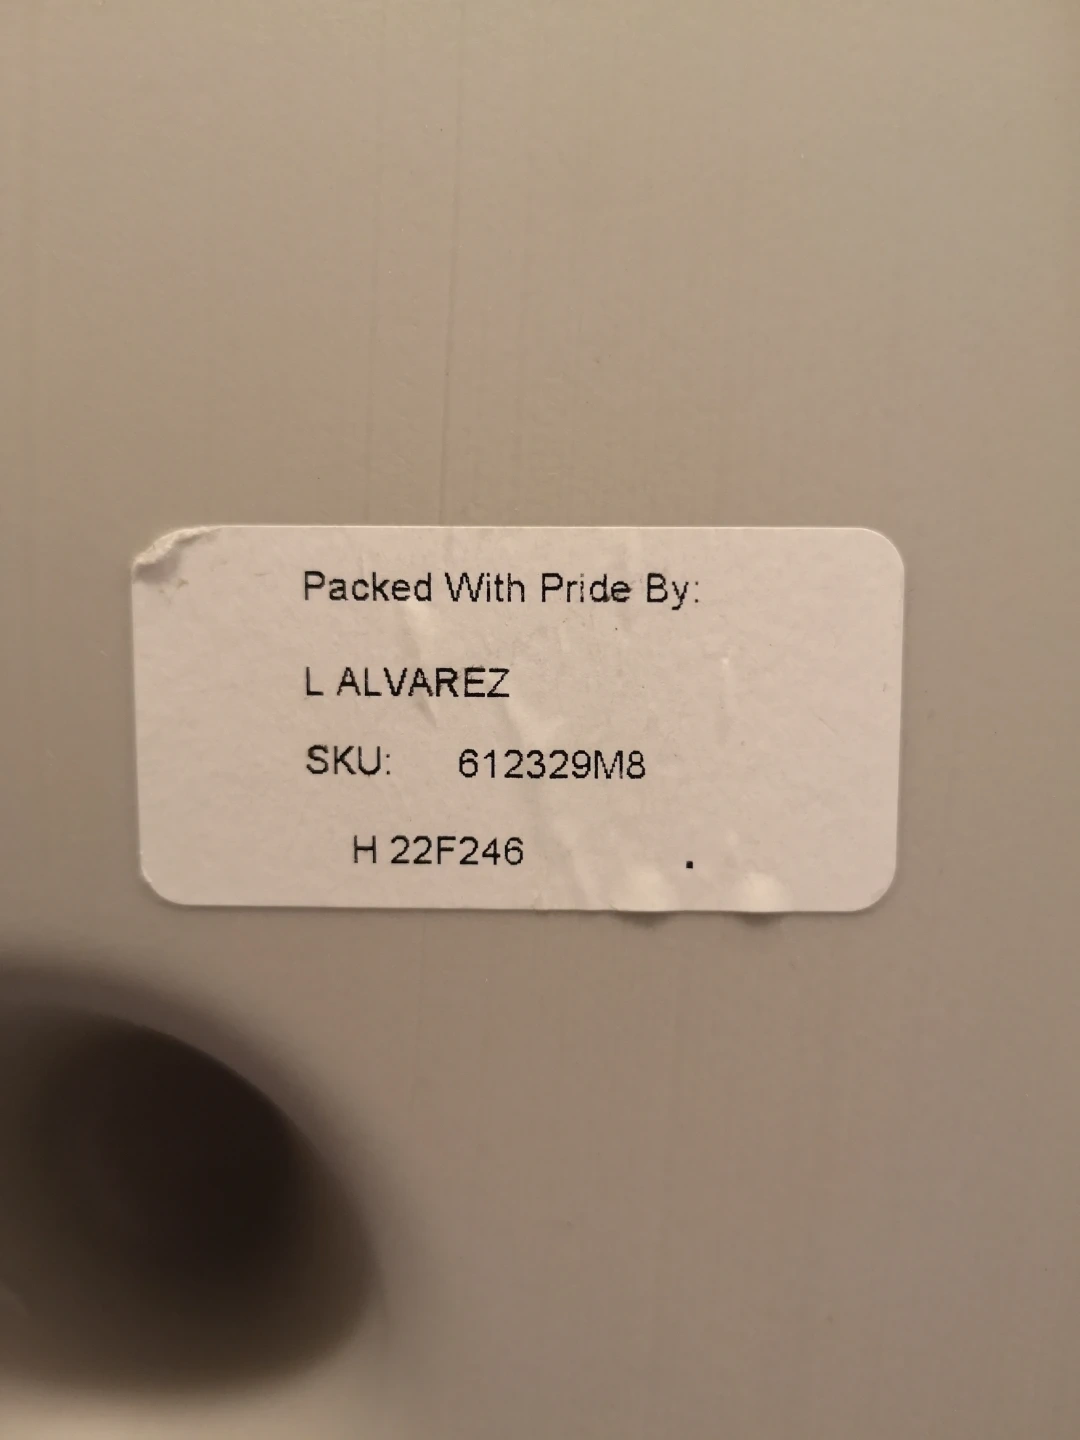 Packed With Pride By:
L ALVAREZ
SKU: 612329M8
H 22F246 .